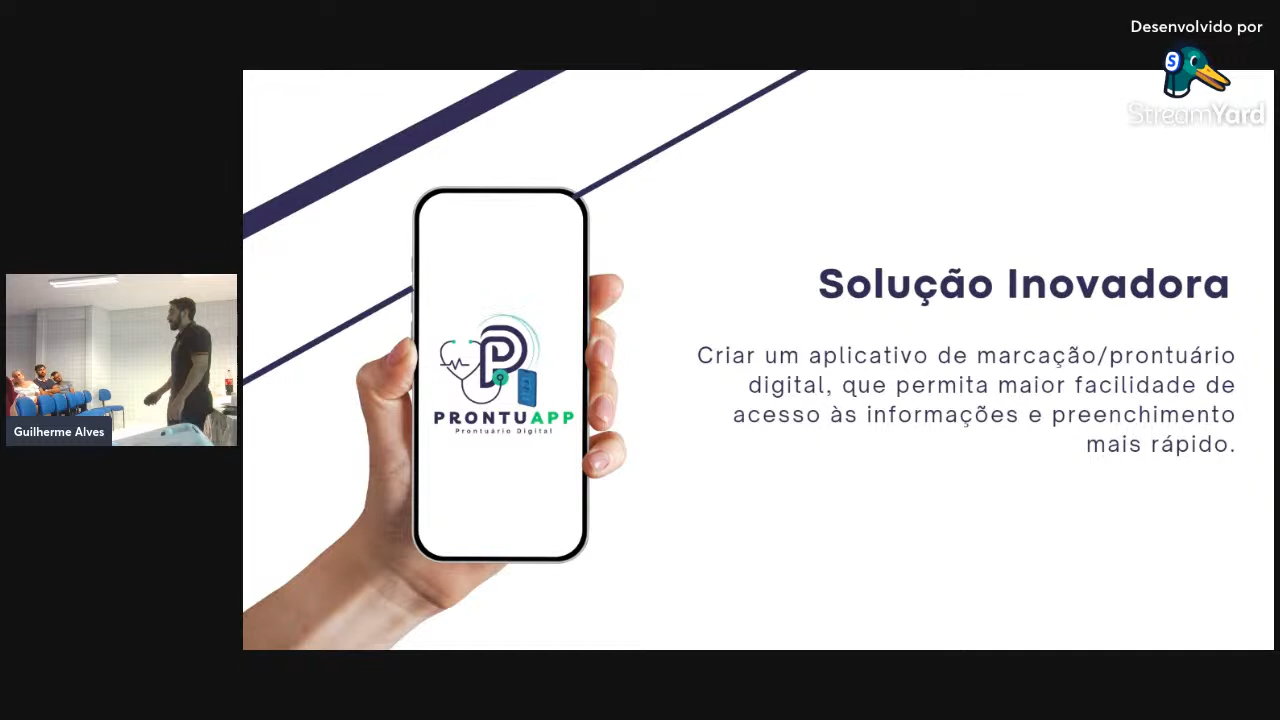 Desenvolvido por
S
StreamYard
Solução Inovadora
Criar um aplicativo de marcação/prontuário
digital, que permita maior facilidade de
acesso às informações e preenchimento
mais rápido.
P
PRONTUAPP
Prontuário Digital
Guilherme Alves